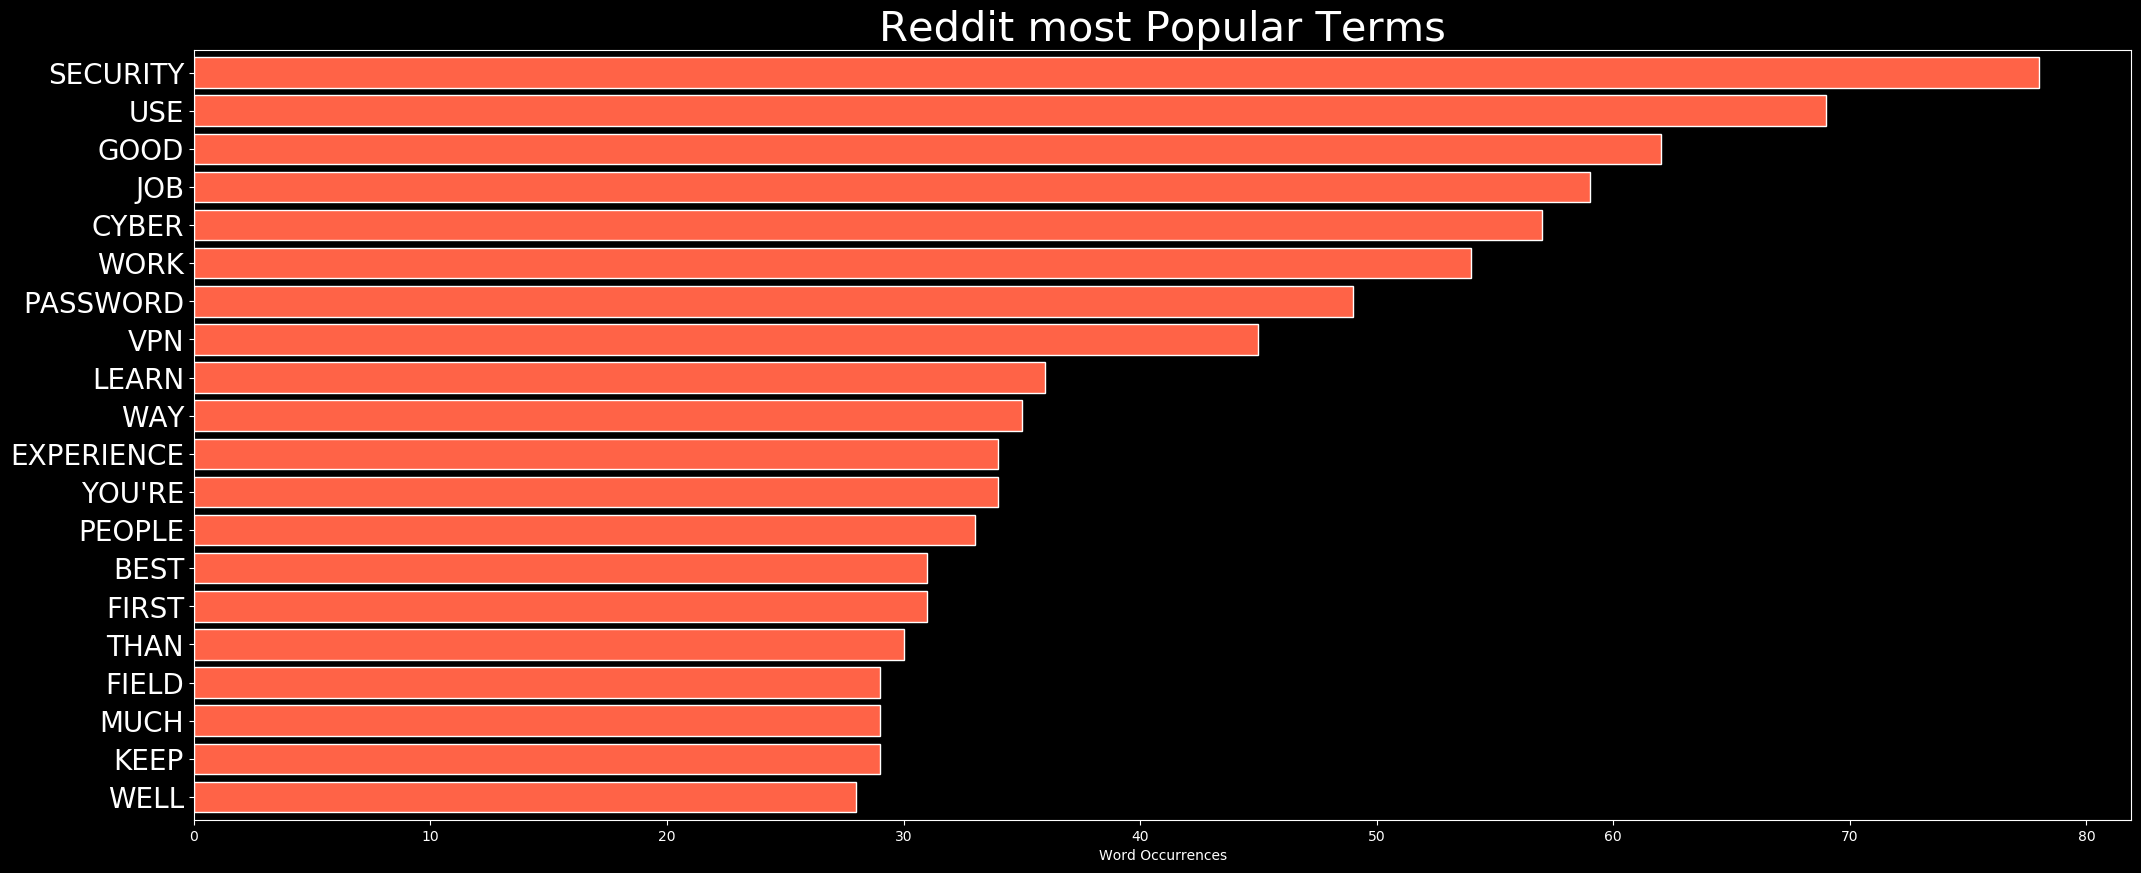 Reddit most Popular Terms
SECURITY
USE
GOOD
JOB
CYBER
WORK
PASSWORD
VPN
LEARN
WAY
EXPERIENCE
YOU'RE
PEOPLE
BEST
FIRST
THAN
FIELD
MUCH
KEEP
WELL
0 10 20 30 40 50 60 70 80
Word Occurrences